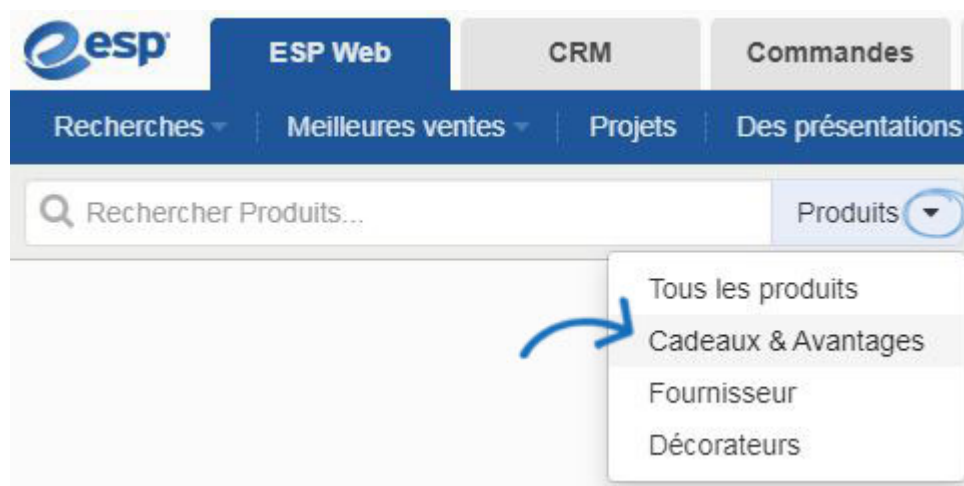 esp ESP Web CRM Commandes
Recherches Meilleures ventes Projets Des présentations
Rechercher Produits... Produits
Tous les produits
Cadeaux & Avantages
Fournisseur
Décorateurs